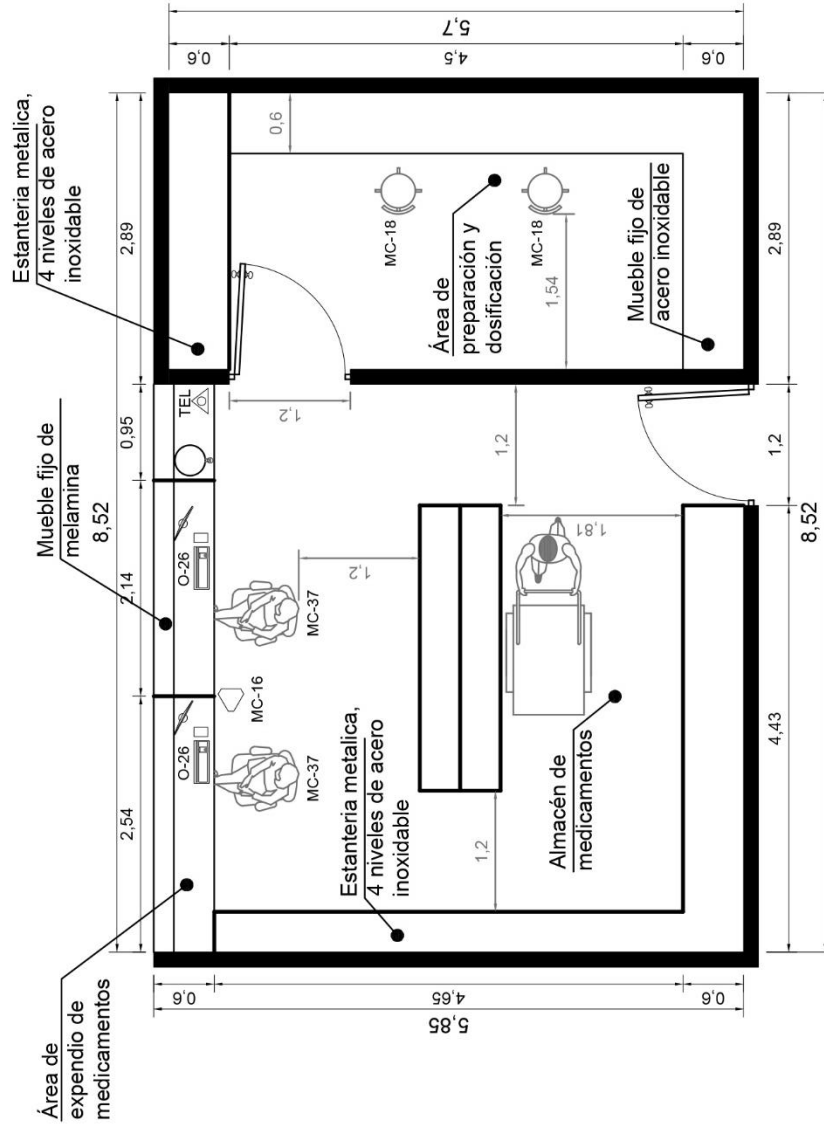 Área de
expendio de
medicamentos
Mueble fijo de
melamina
Estanteria metalica,
4 niveles de acero
inoxidable
8,52
2,54
2,14
0,95
2,89
0,6
4,65
0,6
5,85
0,6
4,5
0,6
5,7
O-26
O-26
TEL
MC-37
MC-16
MC-37
1,2
1,2
0,6
MC-18
MC-18
Estanteria metalica,
4 niveles de acero
inoxidable
1,2
1,2
1,81
1,54
Área de
preparación y
dosificación
Almacén de
medicamentos
Mueble fijo de
acero inoxidable
4,43
1,2
2,89
8,52